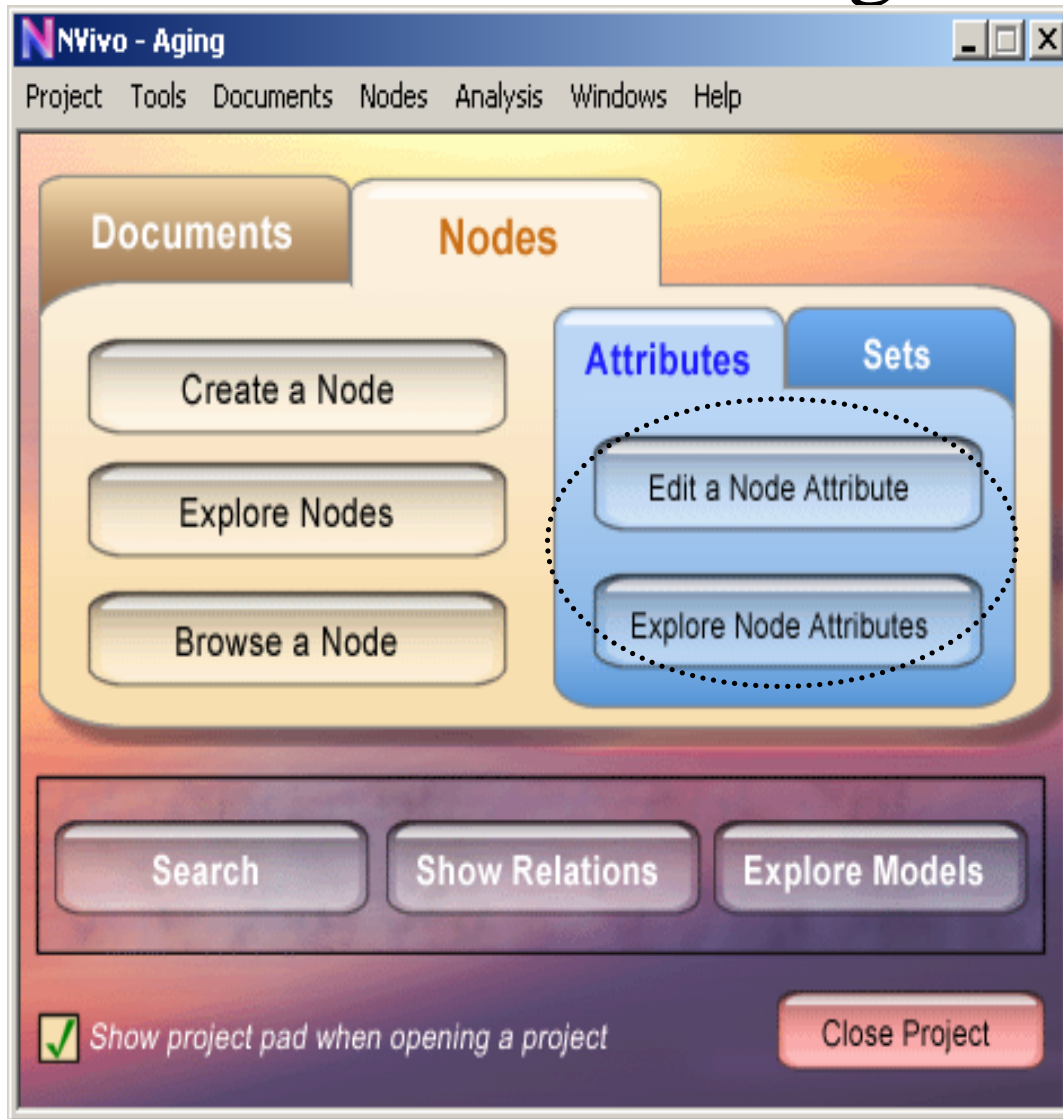 NVivo - Aging
Project Tools Documents Nodes Analysis Windows Help
Documents Nodes
Attributes Sets
Create a Node
Edit a Node Attribute
Explore Nodes
Explore Node Attributes
Browse a Node
Search Show Relations Explore Models
Show project pad when opening a project
Close Project